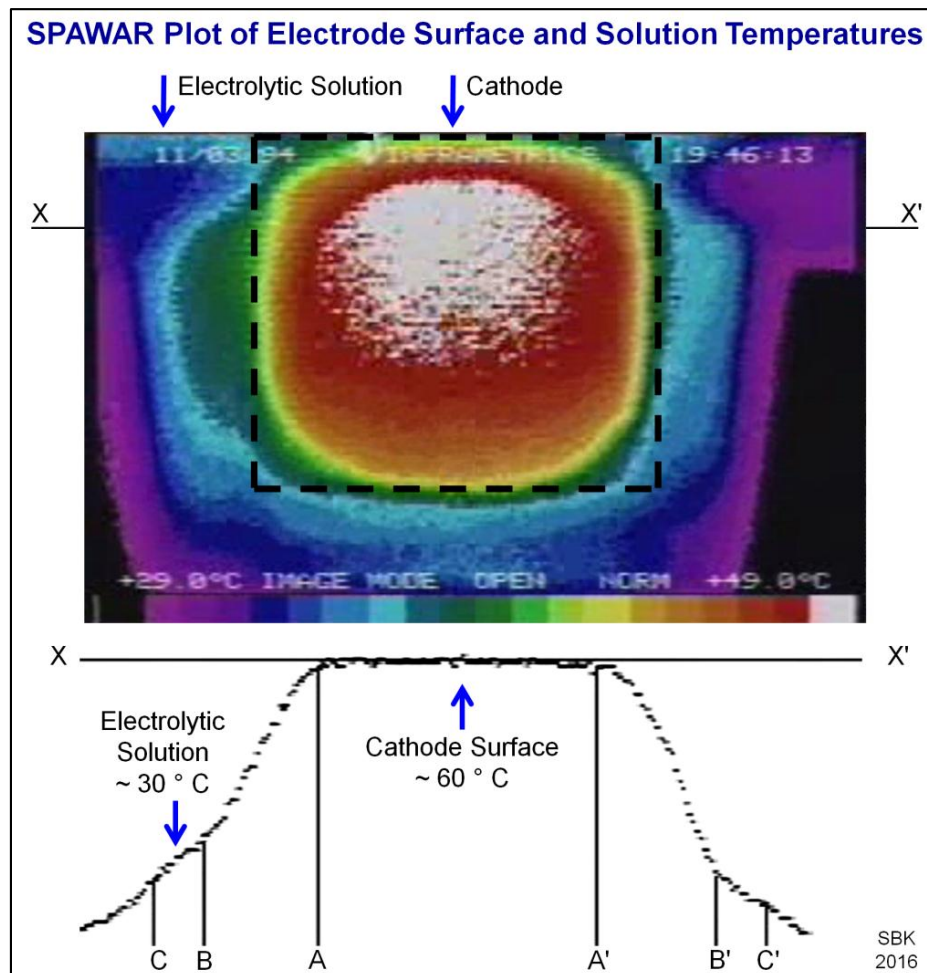 SPAWAR Plot of Electrode Surface and Solution Temperatures
Electrolytic Solution
Cathode
11/03/94 INFRAMETRICS 19:46:13
X X'
+29.0°C IMAGE MODE OPEN NORM +49.0°C
X X'
Electrolytic
Solution
~ 30 ° C
Cathode Surface
~ 60 ° C
C B A A' B' C'
SBK
2016